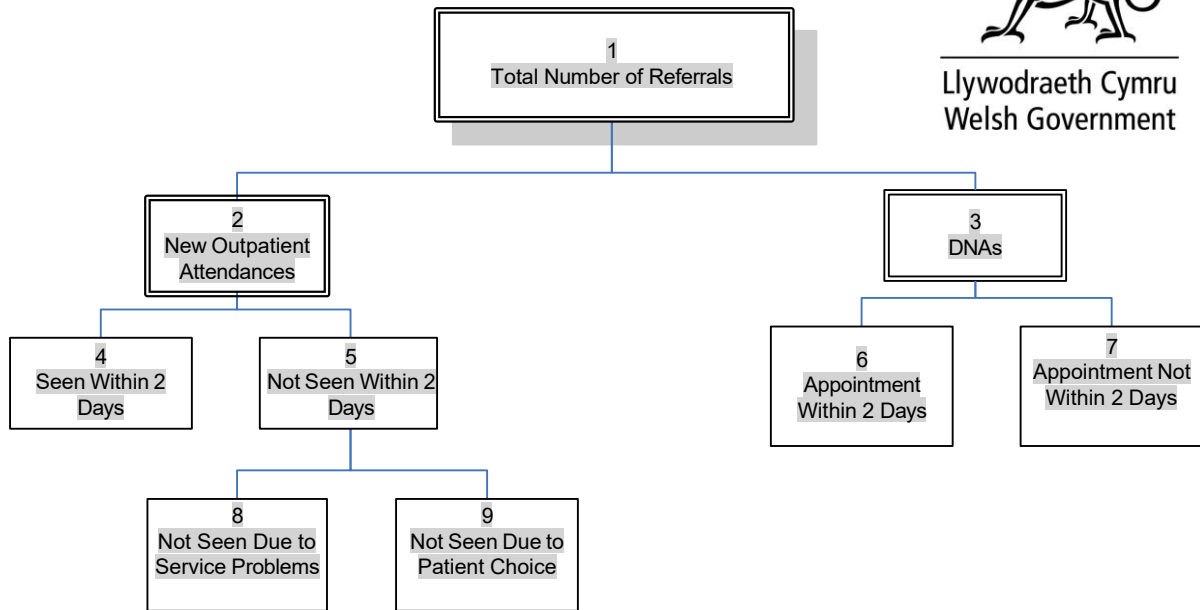 1
Total Number of Referrals
Llywodraeth Cymru
Welsh Government
2
New Outpatient
Attendances
3
DNAs
4
Seen Within 2
Days
5
Not Seen Within 2
Days
6
Appointment
Within 2 Days
7
Appointment Not
Within 2 Days
8
Not Seen Due to
Service Problems
9
Not Seen Due to
Patient Choice